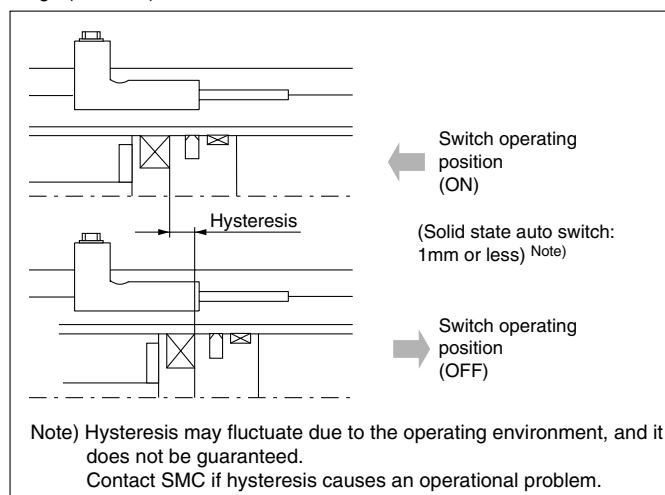 Switch operating
position
(ON)
Hysteresis
(Solid state auto switch:
1mm or less) Note)
Switch operating
position
(OFF)
Note) Hysteresis may fluctuate due to the operating environment, and it
does not be guaranteed.
Contact SMC if hysteresis causes an operational problem.